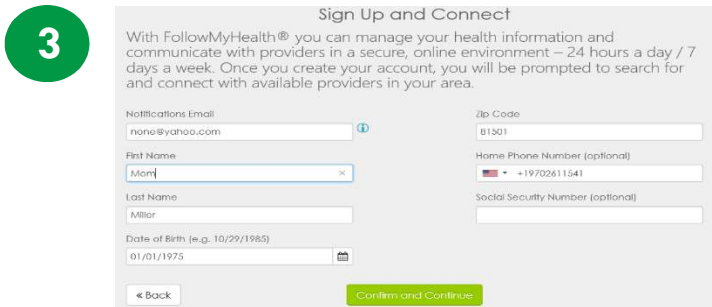 3
Sign Up and Connect
With FollowMyHealth® you can manage your health information and
communicate with providers in a secure, online environment – 24 hours a day / 7
days a week. Once you create your account, you will be prompted to search for
and connect with available providers in your area.
Notifications Email
none@yahoo.com
Zip Code
81501
First Name
Mom
Home Phone Number (optional)
+19702611541
Last Name
Miller
Social Security Number (optional)
Date of Birth (e.g. 10/29/1985)
01/01/1975
« Back
Confirm and Continue